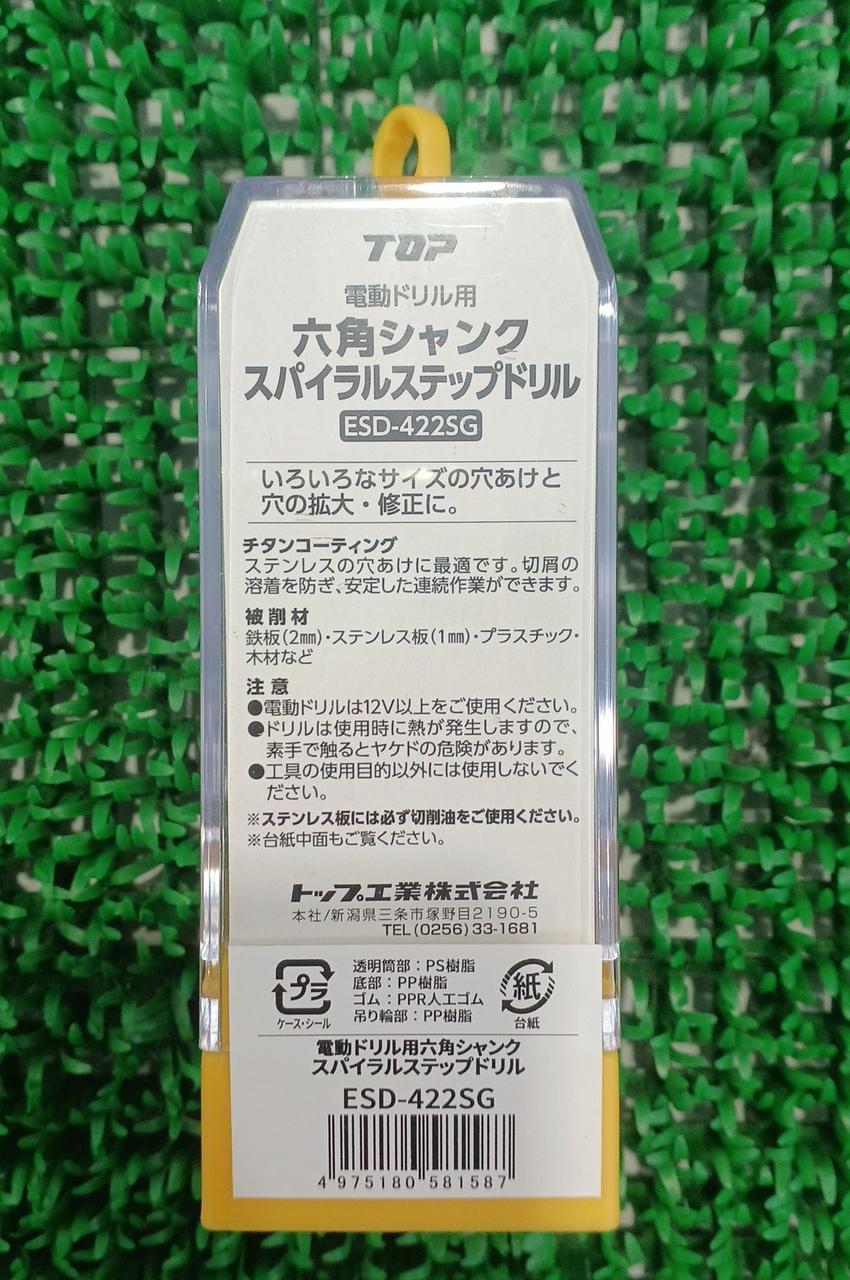 TOP
電動ドリル用
六角シャンク
スパイラルステップドリル
ESD-422SG
いろいろなサイズの穴あけと
穴の拡大・修正に。
チタンコーティング
ステンレスの穴あけに最適です。切屑の
溶着を防ぎ、安定した連続作業ができます。
被削材
鉄板(2㎜)・ステンレス板(1㎜)・プラスチック・
木材など
注意
●電動ドリルは12V以上をご使用ください。
●ドリルは使用時に熱が発生しますので、
素手で触るとヤケドの危険があります。
●工具の使用目的以外には使用しないでく
ださい。
※ステンレス板には必ず切削油をご使用ください。
※台紙中面もご覧ください。
トップ工業株式会社
本社/新潟県三条市塚野目2190-5
TEL(0256)33-1681
プラ
ケース・シール
透明筒部:PS樹脂
底部:PP樹脂
ゴム:PPR人工ゴム
吊り輪部:PP樹脂
紙
台紙
電動ドリル用六角シャンク
スパイラルステップドリル
ESD-422SG
4 975180 581587